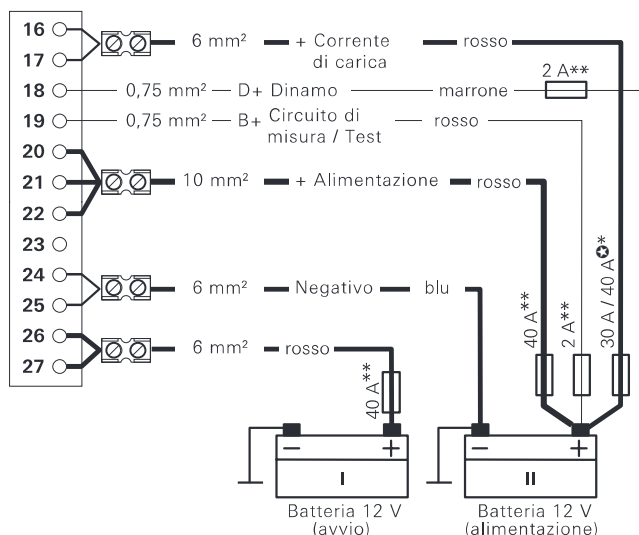 16
17
6 mm² + Corrente di carica rosso
18 0,75 mm² D+ Dinamo marrone 2 A**
19 0,75 mm² B+ Circuito di misura / Test rosso
20
21 10 mm² + Alimentazione rosso
22
23
24
25
6 mm² Negativo blu
26
27
6 mm² rosso
40 A**
40 A**
2 A**
30 A / 40 A✪*
− +
I
Batteria 12 V
(avvio)
− +
II
Batteria 12 V
(alimentazione)